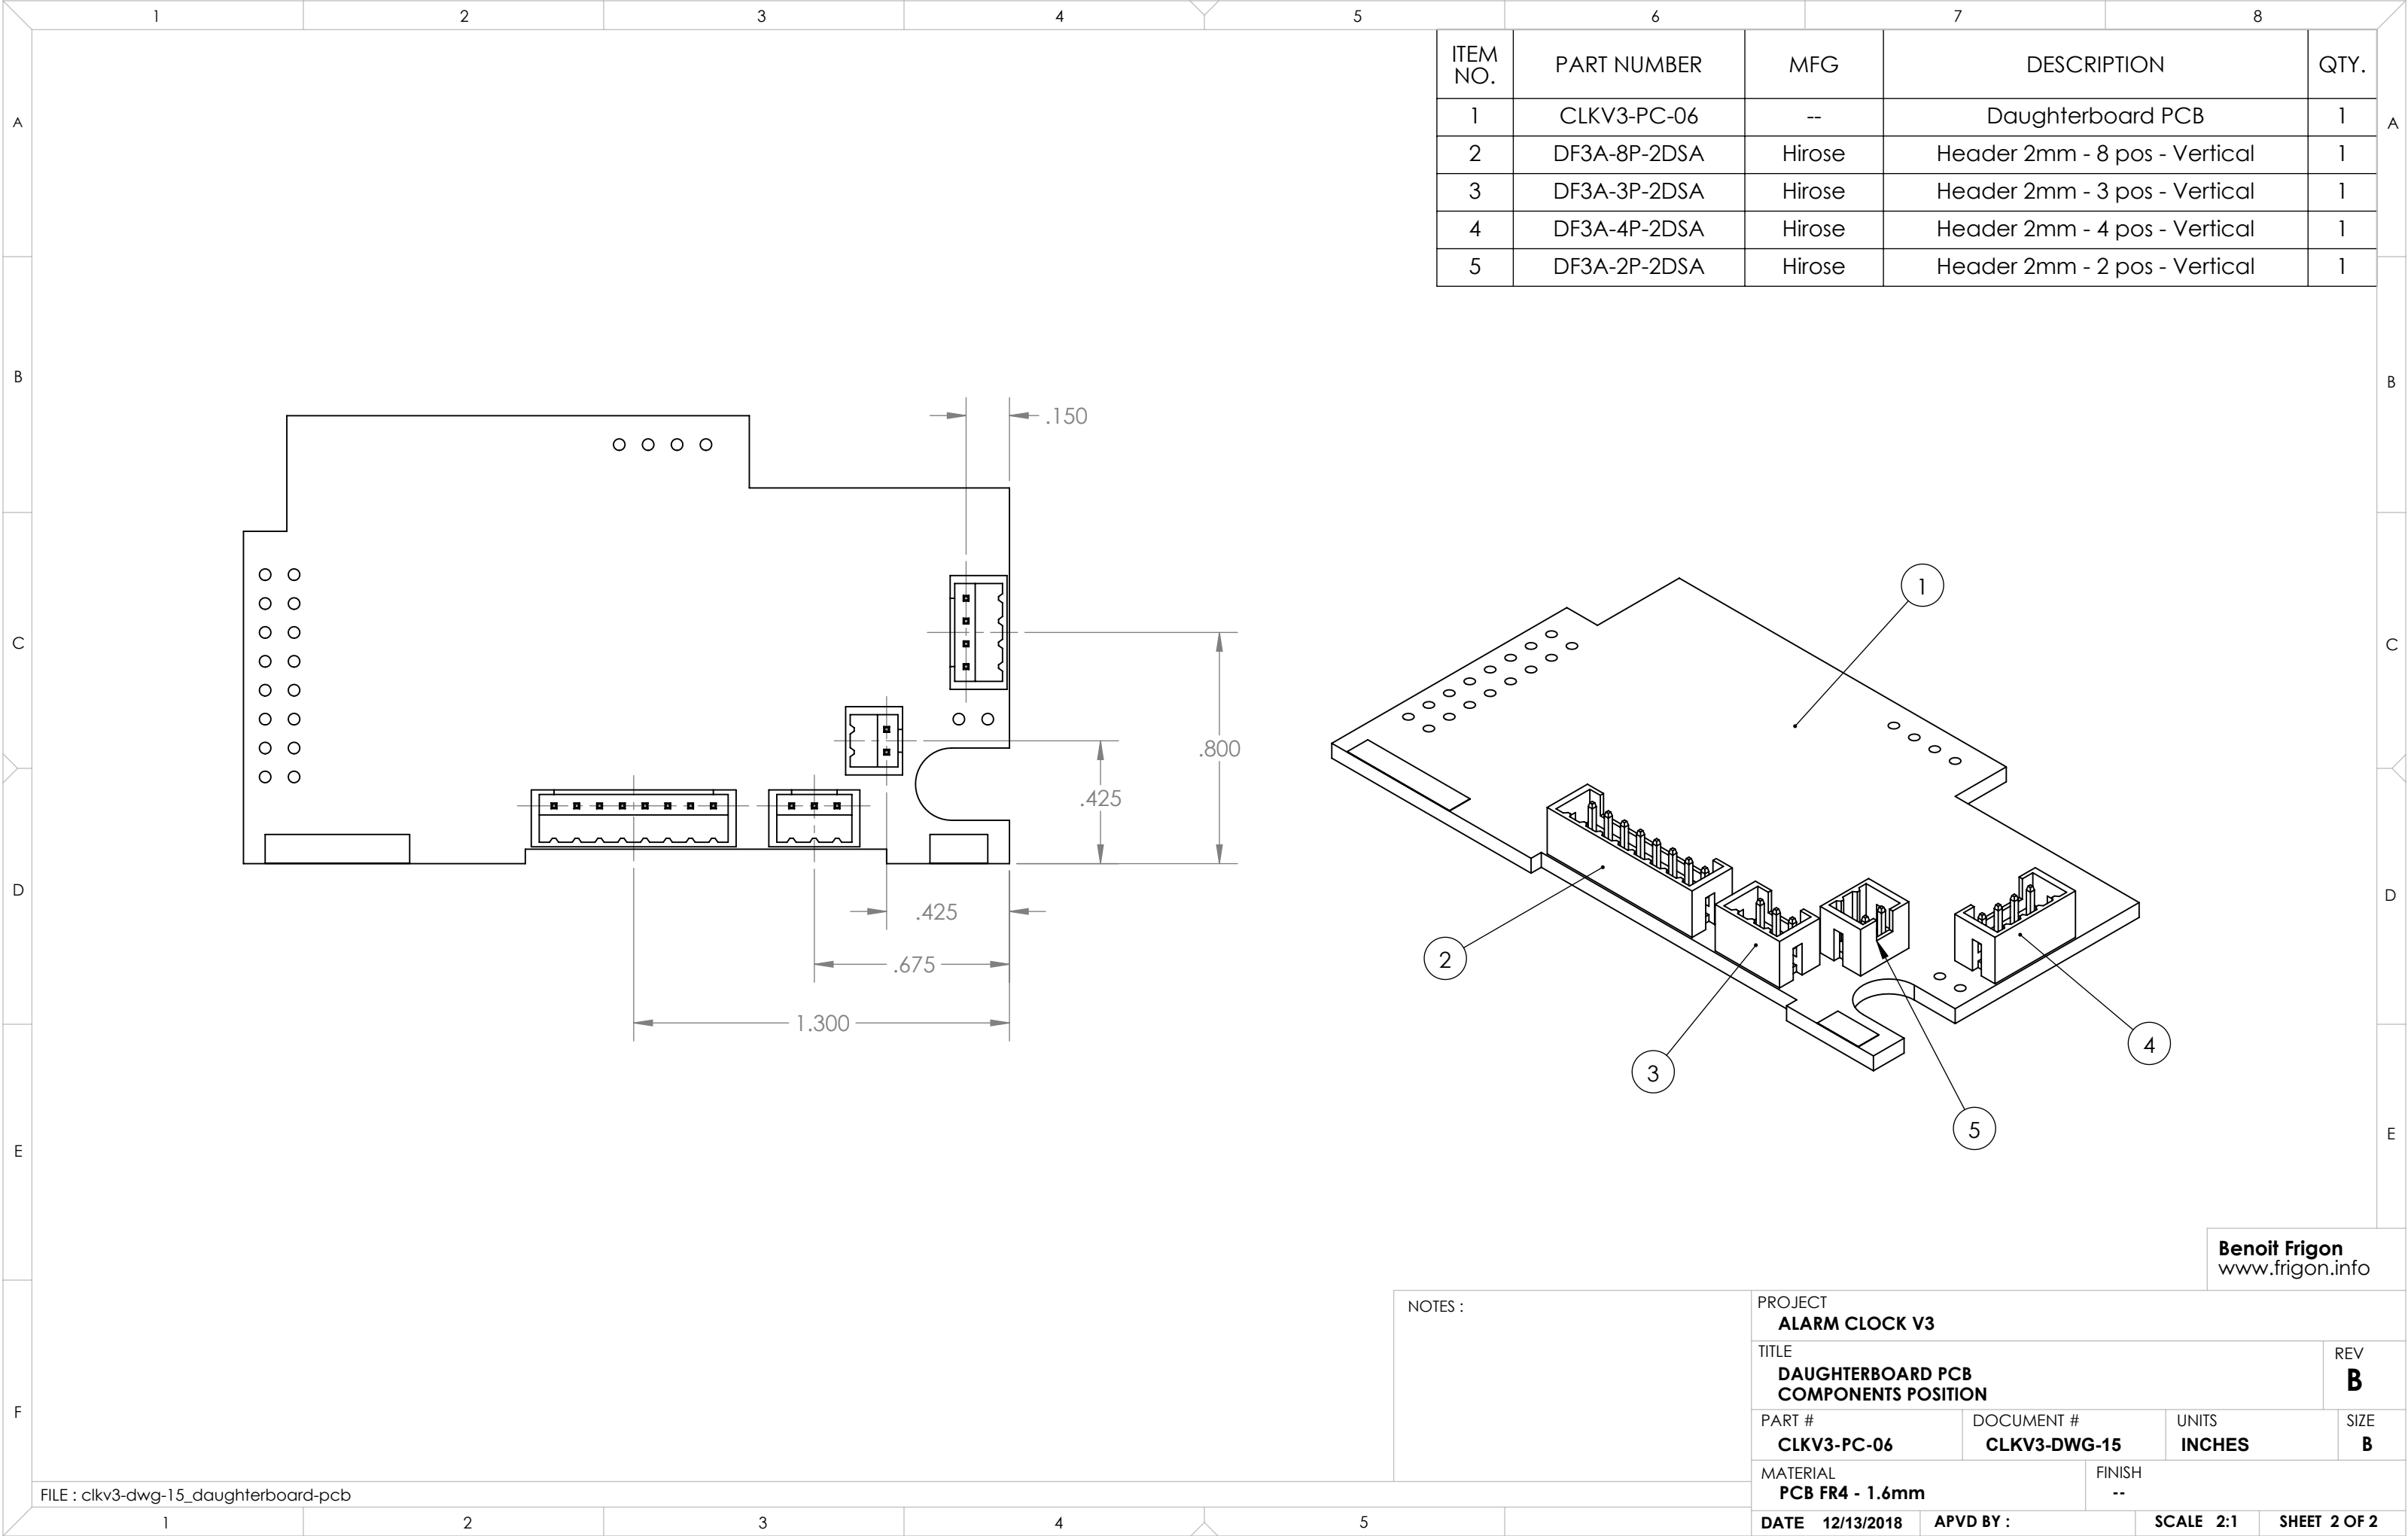 1 2 3 4 5 6 7 8
A A
B B
C C
D D
E E
F
ITEM NO. PART NUMBER MFG DESCRIPTION QTY.
1 CLKV3-PC-06 -- Daughterboard PCB 1
2 DF3A-8P-2DSA Hirose Header 2mm - 8 pos - Vertical 1
3 DF3A-3P-2DSA Hirose Header 2mm - 3 pos - Vertical 1
4 DF3A-4P-2DSA Hirose Header 2mm - 4 pos - Vertical 1
5 DF3A-2P-2DSA Hirose Header 2mm - 2 pos - Vertical 1
.150
.800
.425
.425
.675
1.300
1
2
3
4
5
Benoit Frigon
www.frigon.info
NOTES :
PROJECT
ALARM CLOCK V3
TITLE
DAUGHTERBOARD PCB
COMPONENTS POSITION
REV
B
PART #
CLKV3-PC-06
DOCUMENT #
CLKV3-DWG-15
UNITS
INCHES
SIZE
B
MATERIAL
PCB FR4 - 1.6mm
FINISH
--
DATE 12/13/2018 APVD BY : SCALE 2:1 SHEET 2 OF 2
FILE : clkv3-dwg-15_daughterboard-pcb
1 2 3 4 5